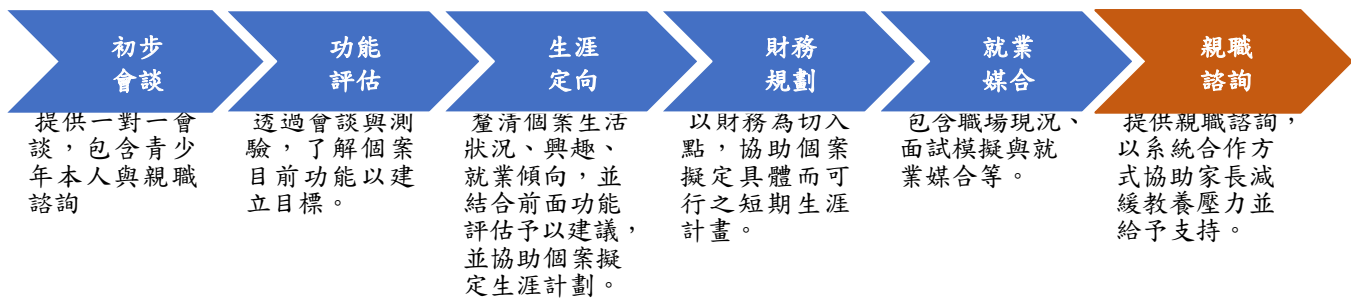 初步
會談
功能
評估
生涯
定向
財務
規劃
就業
媒合
親職
諮詢
提供一對一會
談，包含青少
年本人與親職
諮詢
透過會談與測
驗，了解個案
目前功能以建
立目標。
釐清個案生活
狀況、興趣、
就業傾向，並
結合前面功能
評估予以建議，
並協助個案擬
定生涯計劃。
以財務為切入
點，協助個案
擬定具體而可
行之短期生涯
計畫。
包含職場現況、
面試模擬與就
業媒合等。
提供親職諮詢，
以系統合作方
式協助家長減
緩教養壓力並
給予支持。